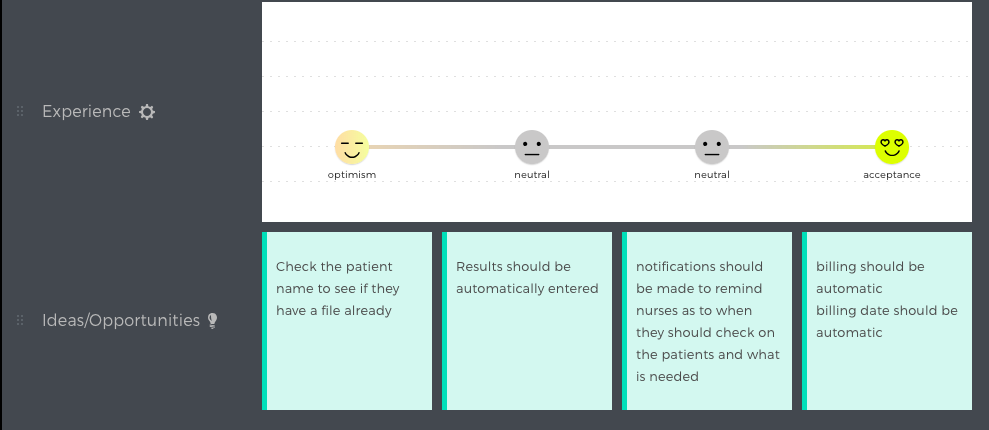 Experience
optimism
neutral
neutral
acceptance
Ideas/Opportunities
Check the patient
name to see if they
have a file already
Results should be
automatically entered
notifications should
be made to remind
nurses as to when
they should check on
the patients and what
is needed
billing should be
automatic
billing date should be
automatic